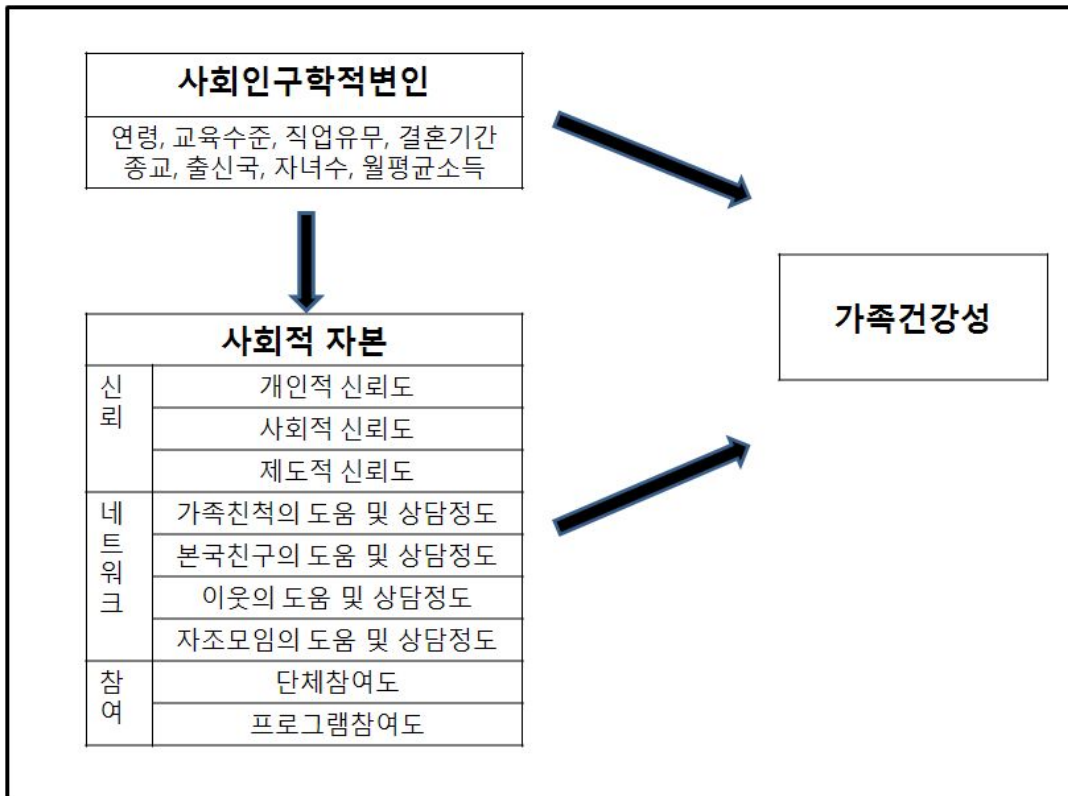 사회인구학적변인
연령, 교육수준, 직업유무, 결혼기간
종교, 출신국, 자녀수, 월평균소득
가족건강성
사회적 자본
신뢰
개인적 신뢰도
사회적 신뢰도
제도적 신뢰도
네트워크
가족친척의 도움 및 상담정도
본국친구의 도움 및 상담정도
이웃의 도움 및 상담정도
자조모임의 도움 및 상담정도
참여
단체참여도
프로그램참여도